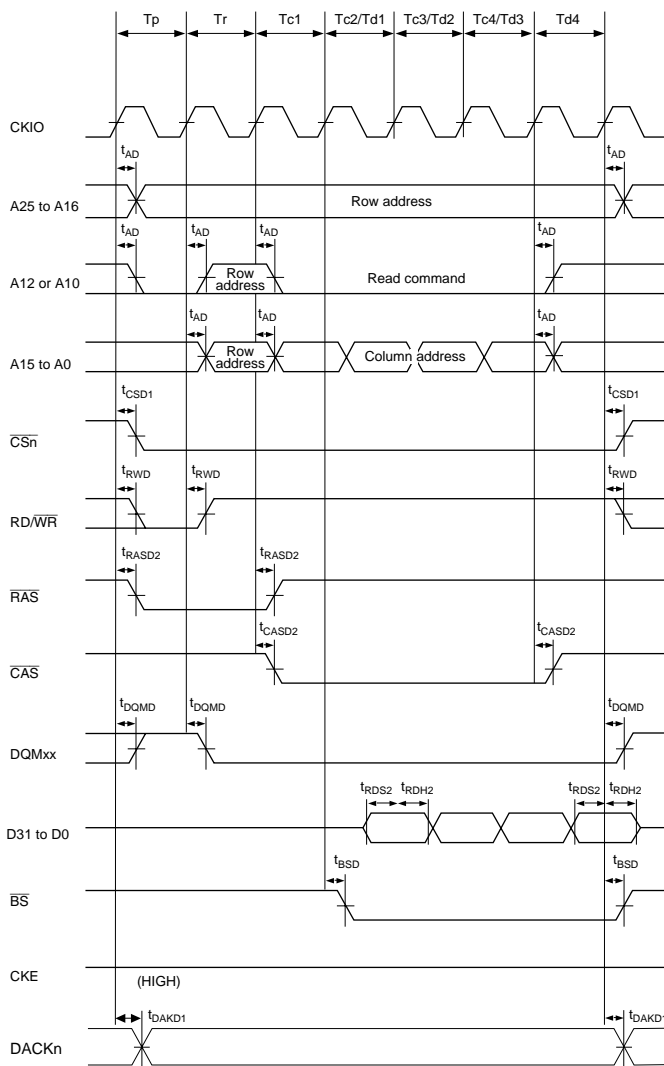 Tp Tr Tc1 Tc2/Td1 Tc3/Td2 Tc4/Td3 Td4
CKIO
tAD tAD
A25 to A16 Row address
tAD tAD tAD tAD
A12 or A10 Row address Read command
tAD tAD tAD
A15 to A0 Row address Column address
tCSD1 tCSD1
CSn
tRWD tRWD tRWD
RD/WR
tRASD2 tRASD2
RAS
tCASD2 tCASD2
CAS
tDQMD tDQMD tDQMD
DQMxx
tRDS2 tRDH2 tRDS2 tRDH2
D31 to D0
tBSD tBSD
BS
CKE
(HIGH)
tDAKD1 tDAKD1
DACKn